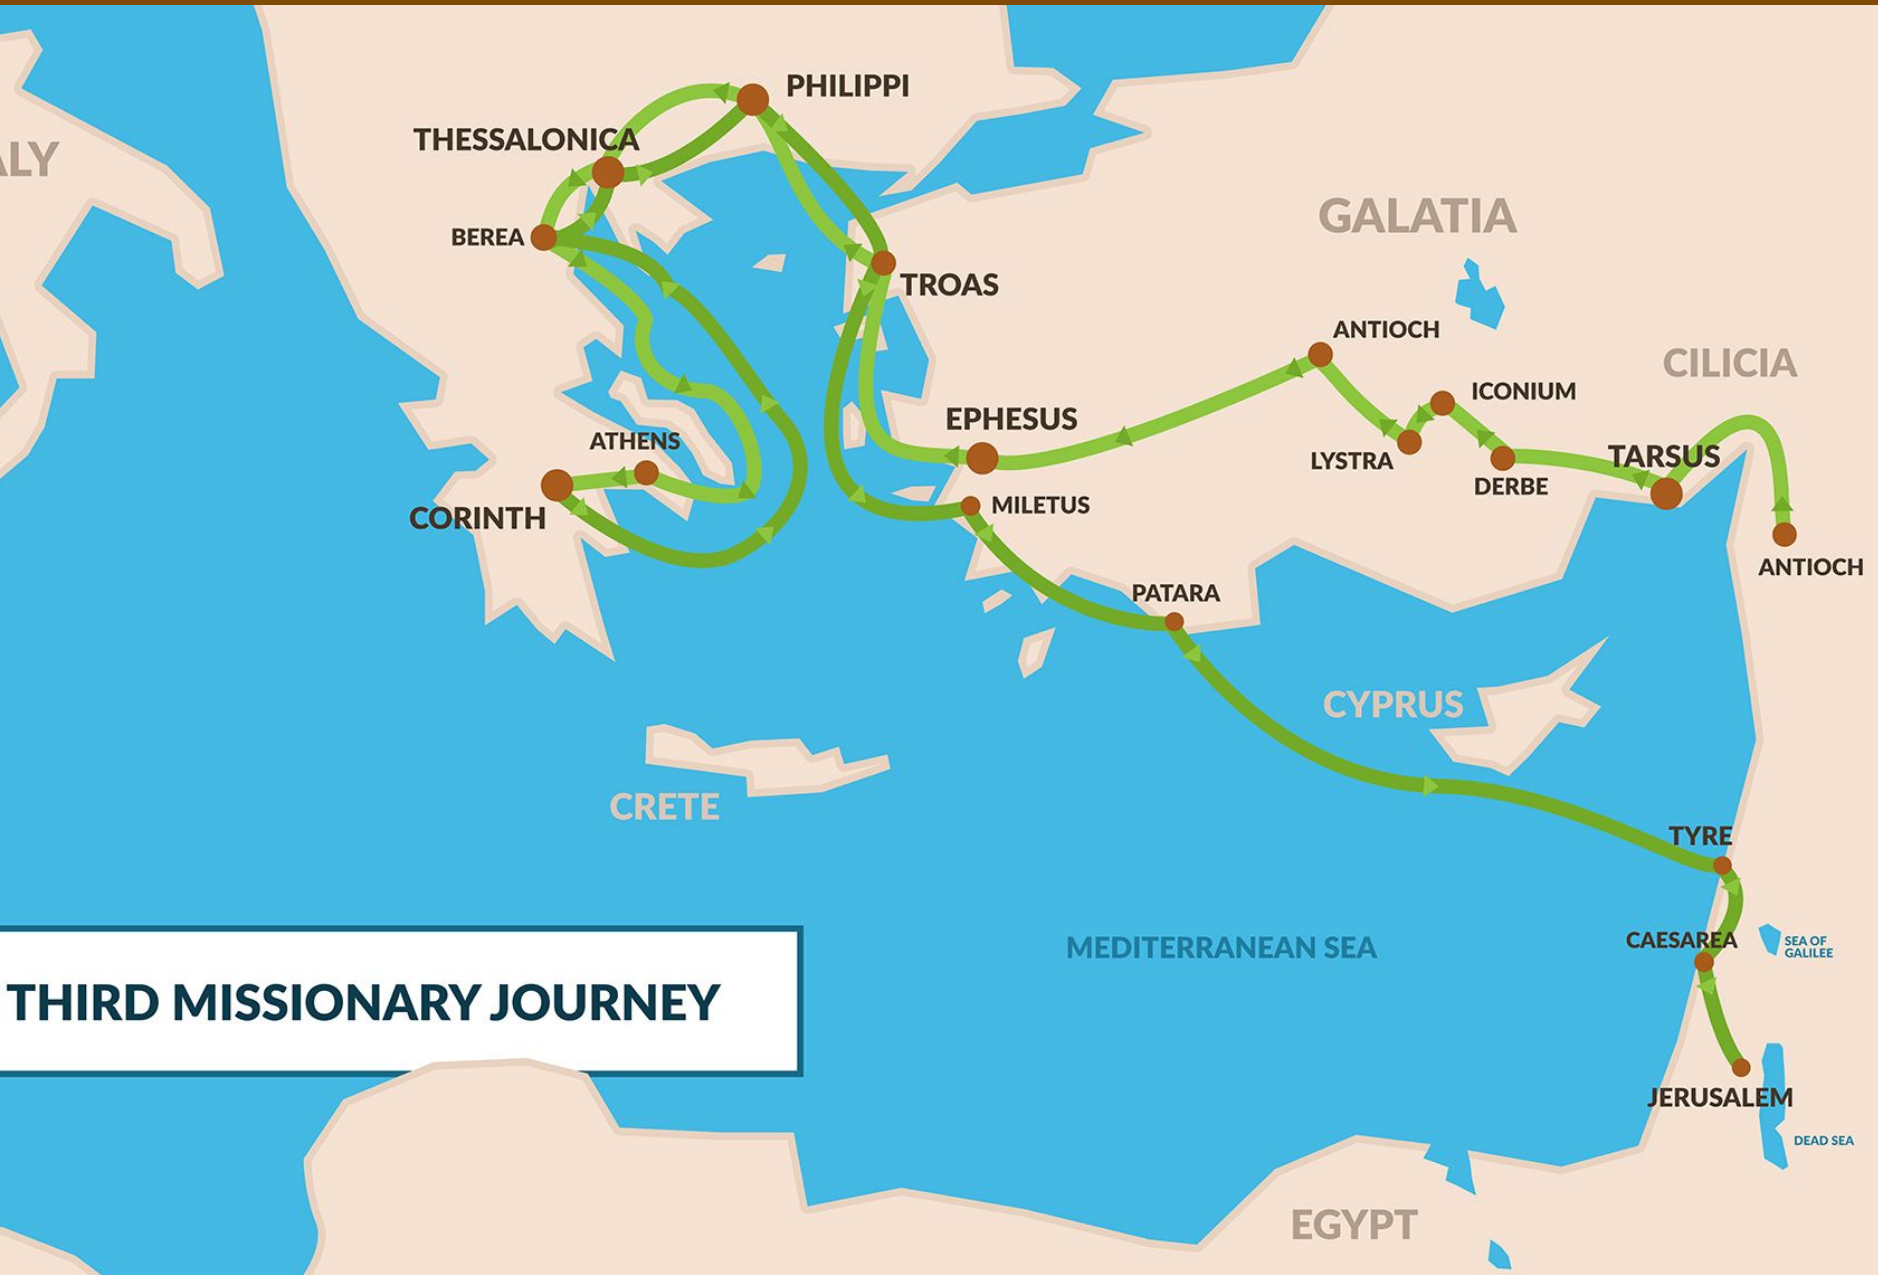 PHILIPPI
THESSALONICA
ALY
BEREA
TROAS
GALATIA
ANTIOCH
CILICIA
ICONIUM
EPHESUS
ATHENS
LYSTRA
TARSUS
DERBE
CORINTH
MILETUS
ANTIOCH
PATARA
CYPRUS
CRETE
TYRE
MEDITERRANEAN SEA
CAESAREA
SEA OF
GALILEE
THIRD MISSIONARY JOURNEY
JERUSALEM
DEAD SEA
EGYPT